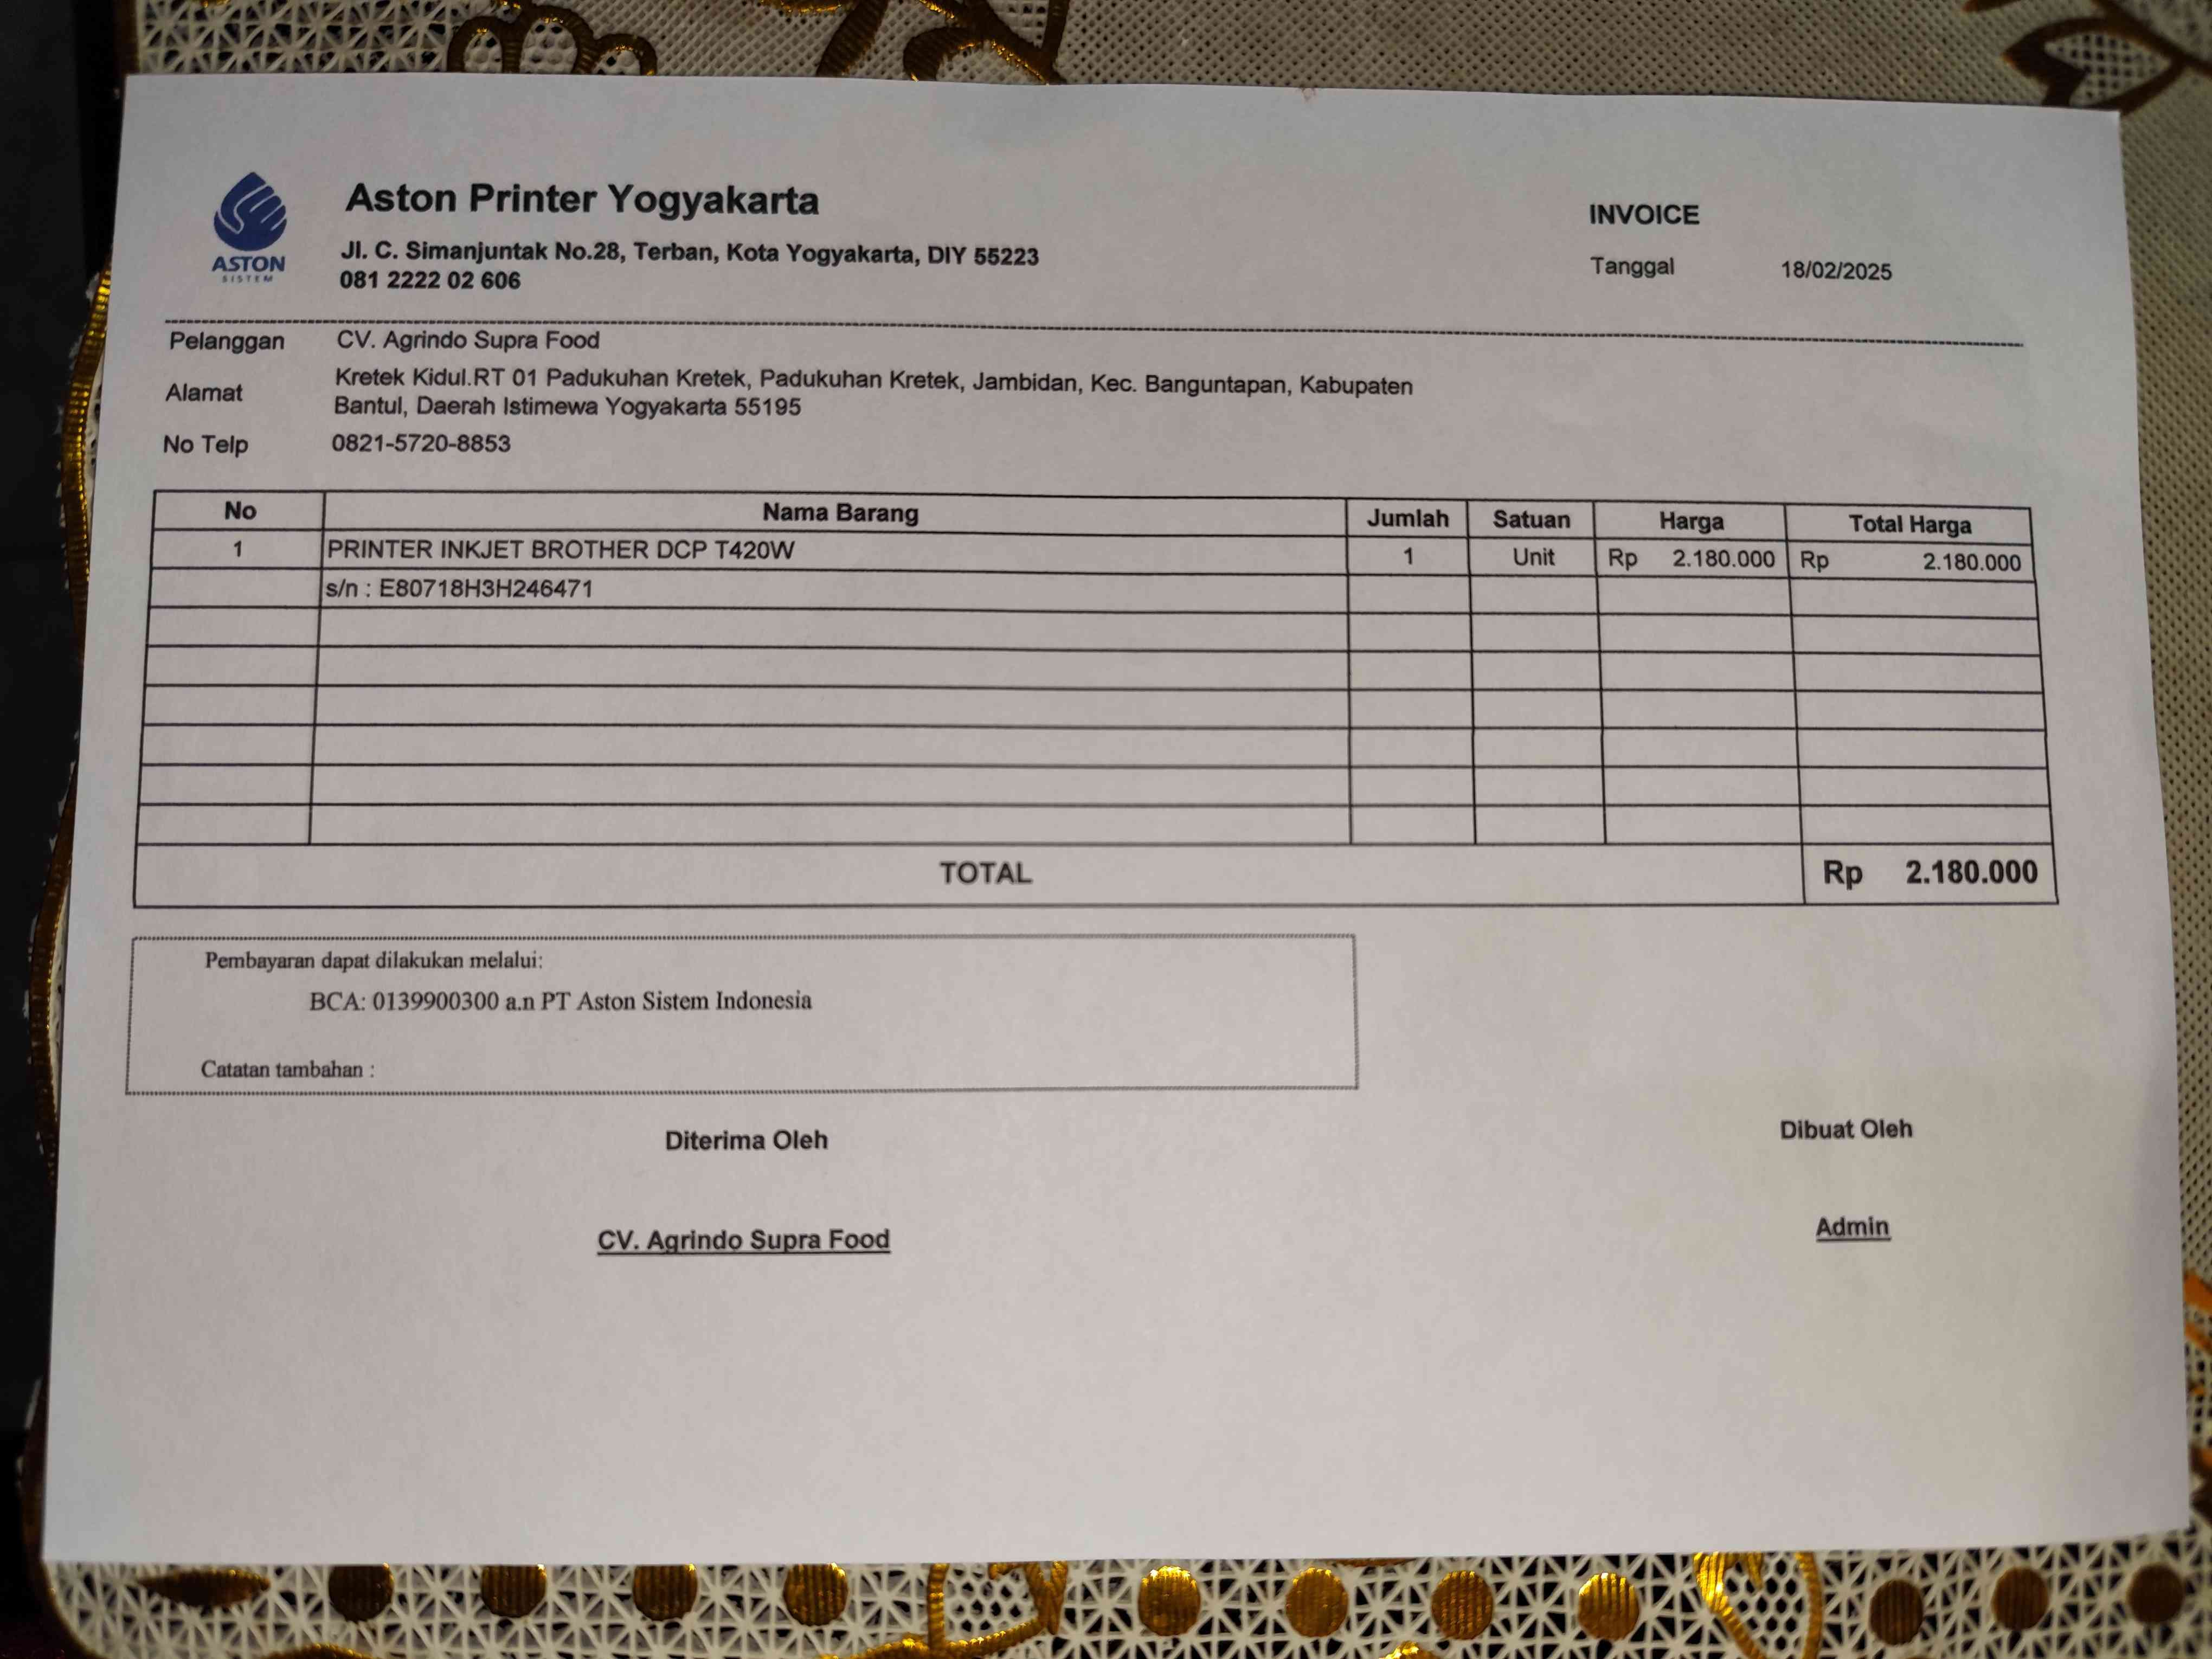 ASTON
SISTEM
Aston Printer Yogyakarta
Jl. C. Simanjuntak No.28, Terban, Kota Yogyakarta, DIY 55223
081 2222 02 606
INVOICE
Tanggal 18/02/2025
Pelanggan CV. Agrindo Supra Food
Alamat Kretek Kidul.RT 01 Padukuhan Kretek, Padukuhan Kretek, Jambidan, Kec. Banguntapan, Kabupaten
Bantul, Daerah Istimewa Yogyakarta 55195
No Telp 0821-5720-8853
No Nama Barang Jumlah Satuan Harga Total Harga
1 PRINTER INKJET BROTHER DCP T420W 1 Unit Rp 2.180.000 Rp 2.180.000
s/n : E80718H3H246471
TOTAL Rp 2.180.000
Pembayaran dapat dilakukan melalui:
BCA: 0139900300 a.n PT Aston Sistem Indonesia
Catatan tambahan :
Diterima Oleh Dibuat Oleh
CV. Agrindo Supra Food Admin